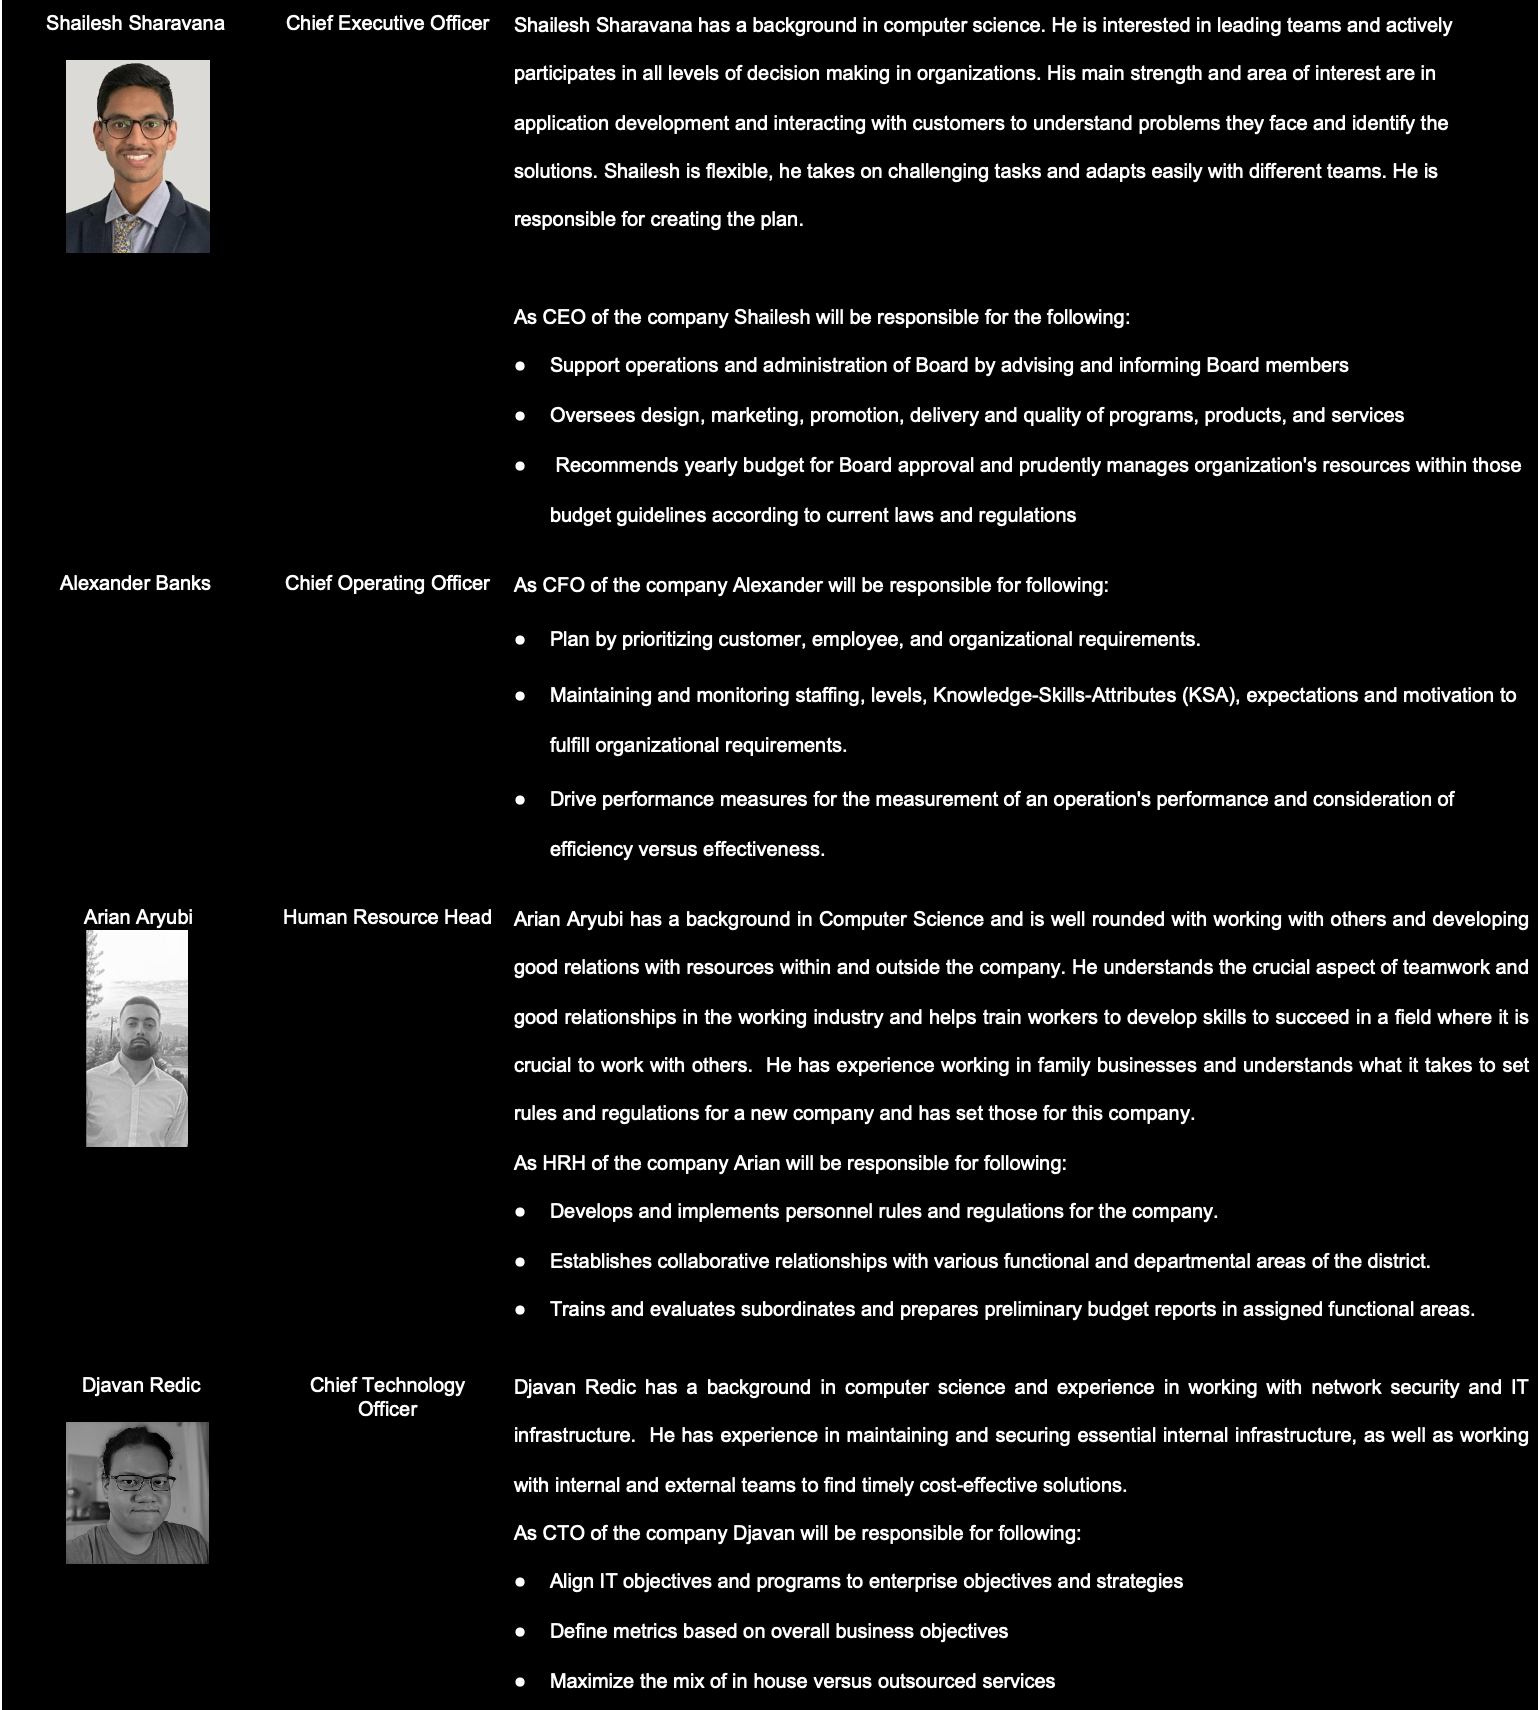 Shailesh Sharavana
Chief Executive Officer
Shailesh Sharavana has a background in computer science. He is interested in leading teams and actively
participates in all levels of decision making in organizations. His main strength and area of interest are in
application development and interacting with customers to understand problems they face and identify the
solutions. Shailesh is flexible, he takes on challenging tasks and adapts easily with different teams. He is
responsible for creating the plan.
As CEO of the company Shailesh will be responsible for the following:
● Support operations and administration of Board by advising and informing Board members
● Oversees design, marketing, promotion, delivery and quality of programs, products, and services
● Recommends yearly budget for Board approval and prudently manages organization's resources within those
budget guidelines according to current laws and regulations
Alexander Banks
Chief Operating Officer
As CFO of the company Alexander will be responsible for following:
● Plan by prioritizing customer, employee, and organizational requirements.
● Maintaining and monitoring staffing, levels, Knowledge-Skills-Attributes (KSA), expectations and motivation to
fulfill organizational requirements.
● Drive performance measures for the measurement of an operation's performance and consideration of
efficiency versus effectiveness.
Arian Aryubi
Human Resource Head
Arian Aryubi has a background in Computer Science and is well rounded with working with others and developing
good relations with resources within and outside the company. He understands the crucial aspect of teamwork and
good relationships in the working industry and helps train workers to develop skills to succeed in a field where it is
crucial to work with others.  He has experience working in family businesses and understands what it takes to set
rules and regulations for a new company and has set those for this company.
As HRH of the company Arian will be responsible for following:
● Develops and implements personnel rules and regulations for the company.
● Establishes collaborative relationships with various functional and departmental areas of the district.
● Trains and evaluates subordinates and prepares preliminary budget reports in assigned functional areas.
Djavan Redic
Chief Technology
Officer
Djavan Redic has a background in computer science and experience in working with network security and IT
infrastructure.  He has experience in maintaining and securing essential internal infrastructure, as well as working
with internal and external teams to find timely cost-effective solutions.
As CTO of the company Djavan will be responsible for following:
● Align IT objectives and programs to enterprise objectives and strategies
● Define metrics based on overall business objectives
● Maximize the mix of in house versus outsourced services